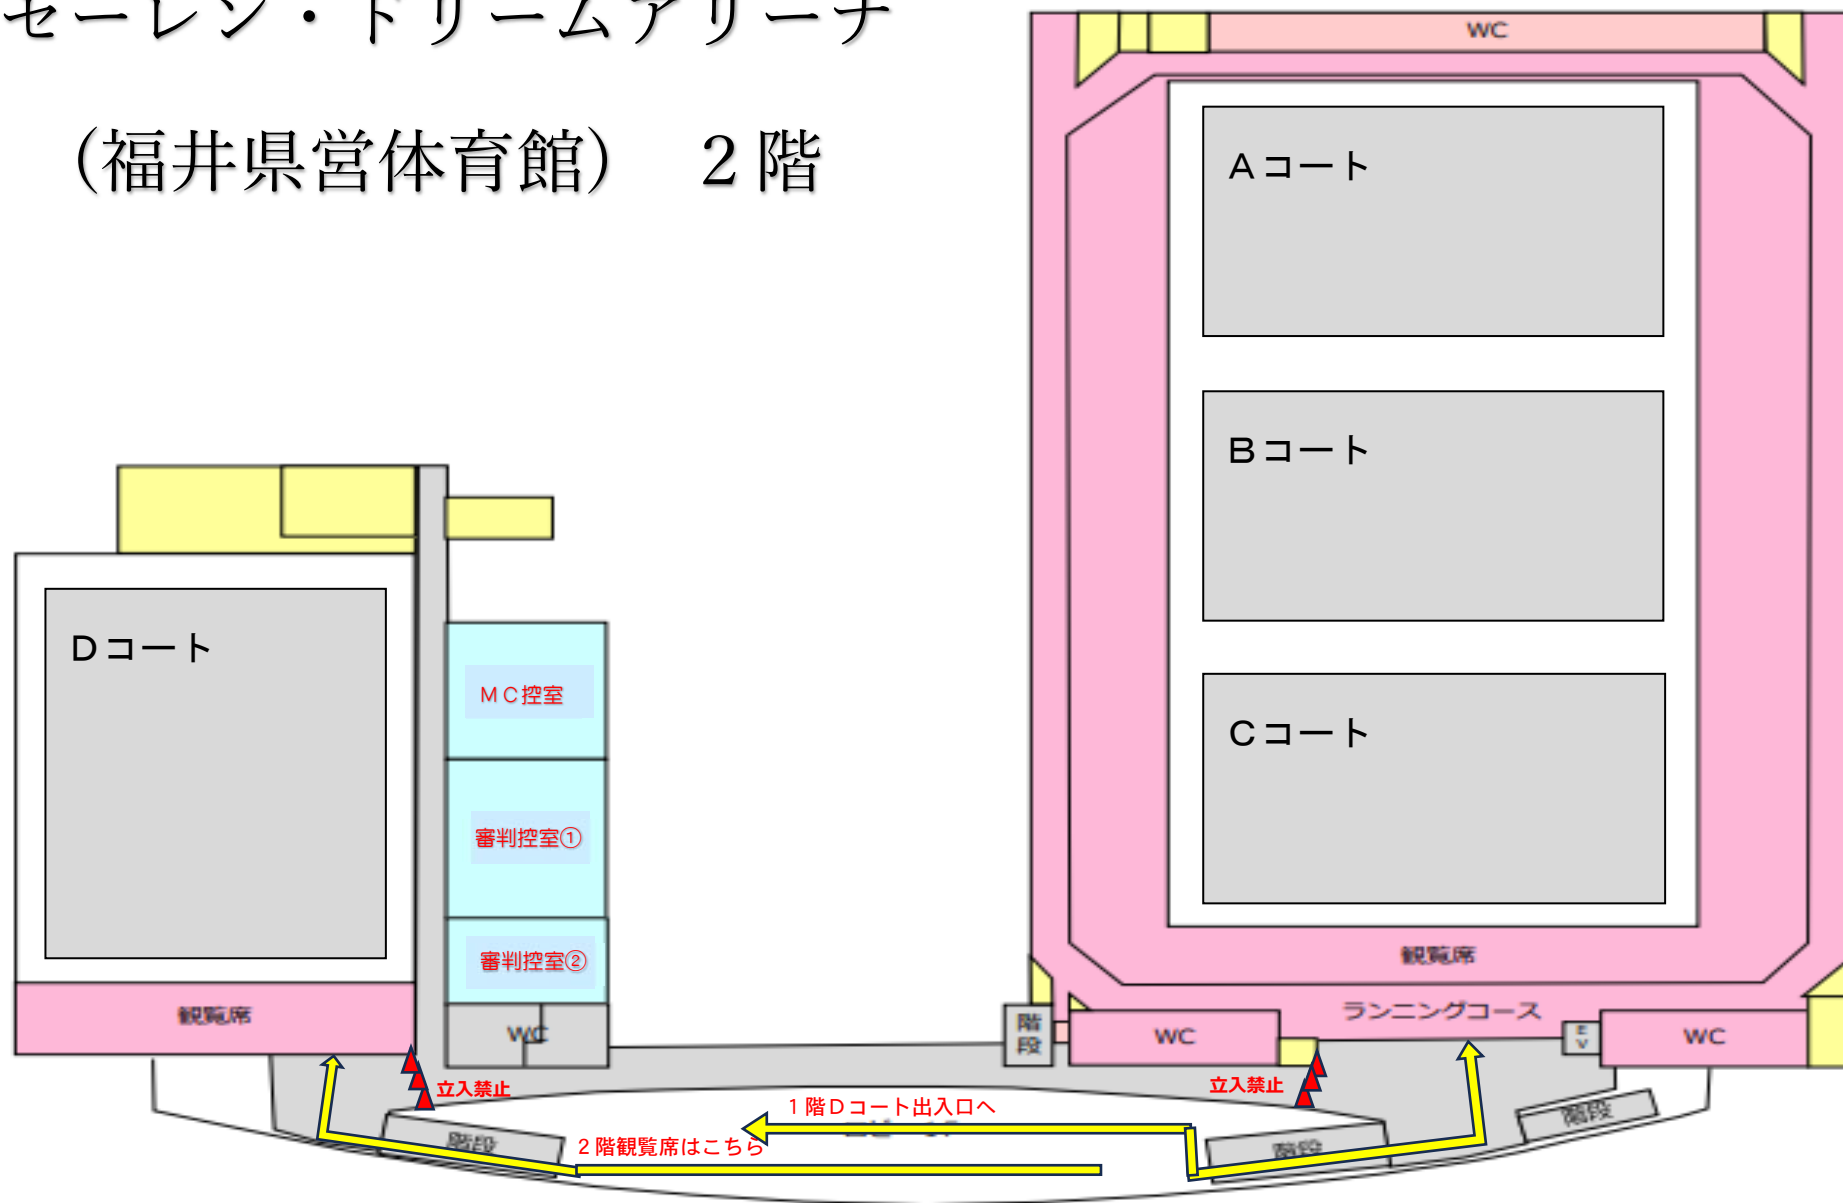 セーレン・ドリームアリーナ
（福井県営体育館）　２階
WC
Ａコート
Ｂコート
Ｃコート
Ｄコート
ＭＣ控室
審判控室①
審判控室②
観覧席
WC
観覧席
ランニングコース
階段
WC
EV
WC
立入禁止
立入禁止
１階Ｄコート出入口へ
２階観覧席はこちら
階段
階段
階段